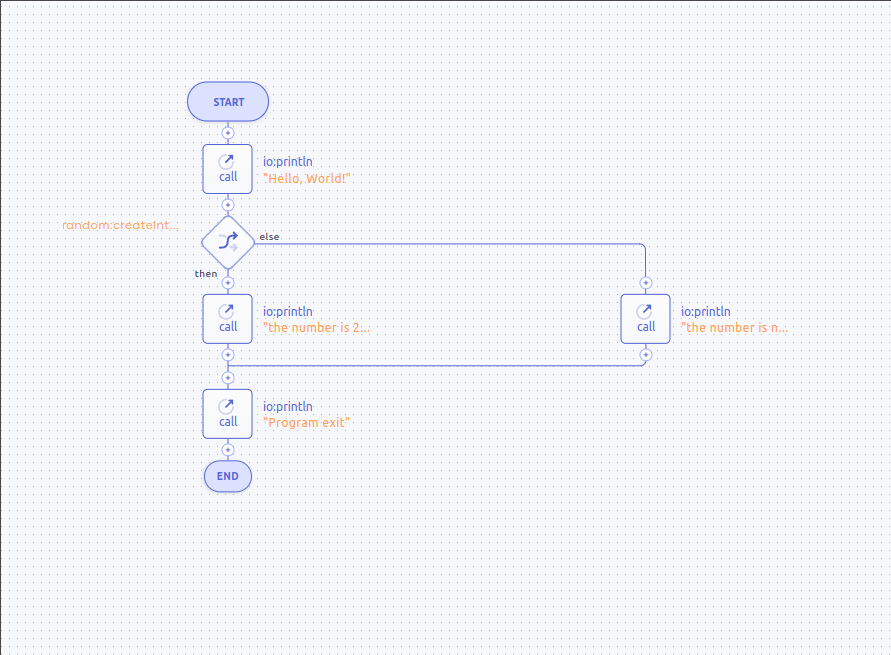 START
io:println
call
"Hello, World!"
random:createInt...
else
then
io:println
call
"the number is 2...
io:println
call
"the number is n...
io:println
call
"Program exit"
END